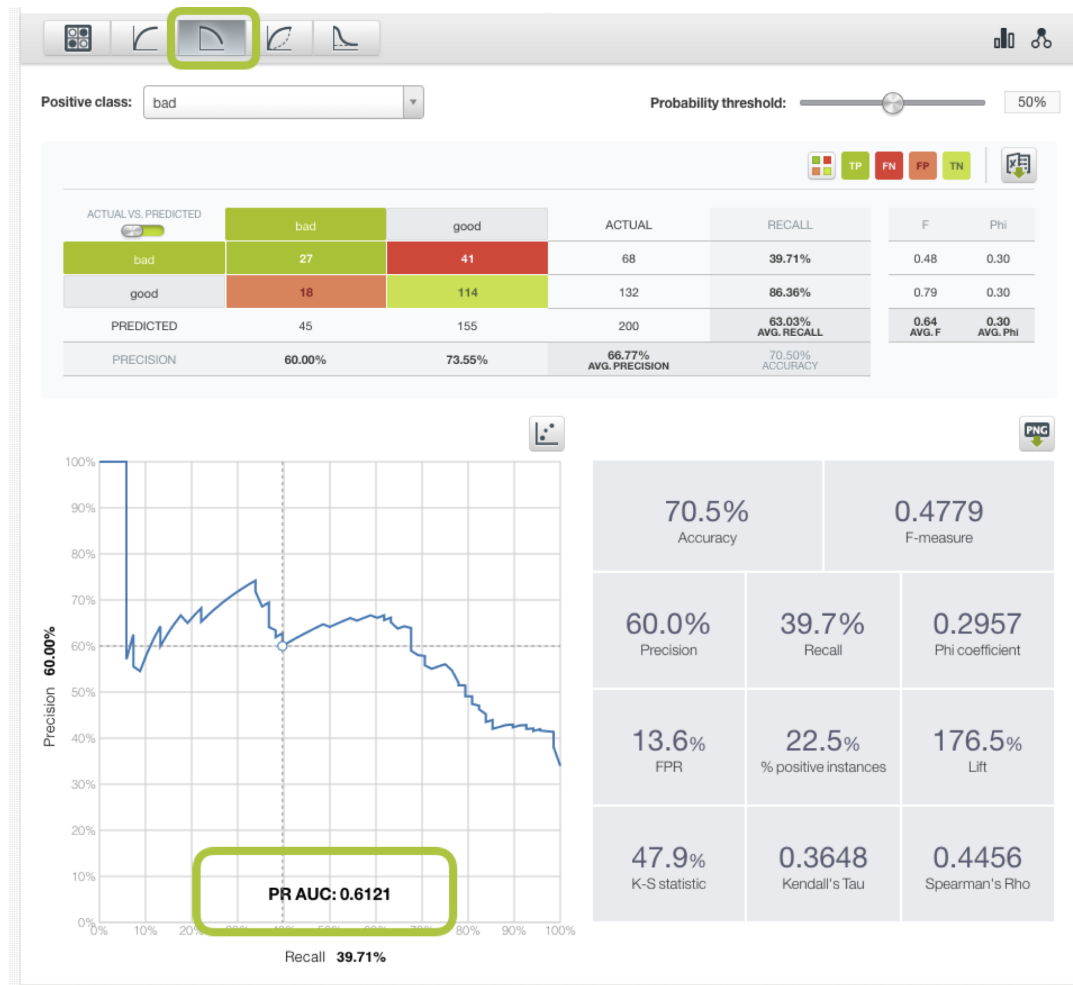 Positive class: bad
Probability threshold: 50%
TP FN FP TN
ACTUAL VS. PREDICTED bad good ACTUAL RECALL F Phi
bad 27 41 68 39.71% 0.48 0.30
good 18 114 132 86.36% 0.79 0.30
PREDICTED 45 155 200 63.03% AVG. RECALL 0.64 AVG. F 0.30 AVG. Phi
PRECISION 60.00% 73.55% 66.77% AVG. PRECISION 70.50% ACCURACY
PNG
100%
90%
80%
70%
60%
50%
40%
30%
20%
10%
0%
Precision 60.00%
PR AUC: 0.6121
0% 10% 20% 30% 40% 50% 60% 70% 80% 90% 100%
Recall 39.71%
70.5%
Accuracy
0.4779
F-measure
60.0%
Precision
39.7%
Recall
0.2957
Phi coefficient
13.6%
FPR
22.5%
% positive instances
176.5%
Lift
47.9%
K-S statistic
0.3648
Kendall's Tau
0.4456
Spearman's Rho